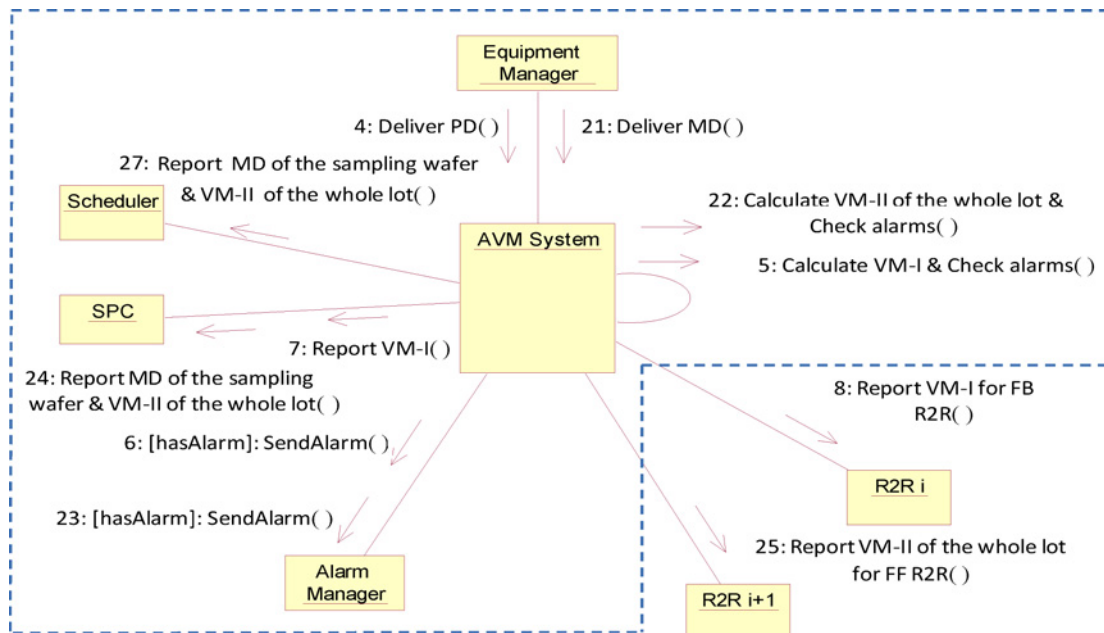 Equipment
Manager
4: Deliver PD( )
21: Deliver MD( )
27: Report MD of the sampling wafer
& VM-II of the whole lot( )
Scheduler
AVM System
22: Calculate VM-II of the whole lot &
Check alarms( )
5: Calculate VM-I & Check alarms( )
SPC
7: Report VM-I( )
24: Report MD of the sampling
wafer & VM-II of the whole lot( )
8: Report VM-I for FB
R2R( )
6: [hasAlarm]: SendAlarm( )
R2R i
23: [hasAlarm]: SendAlarm( )
25: Report VM-II of the whole lot
for FF R2R( )
Alarm
Manager
R2R i+1